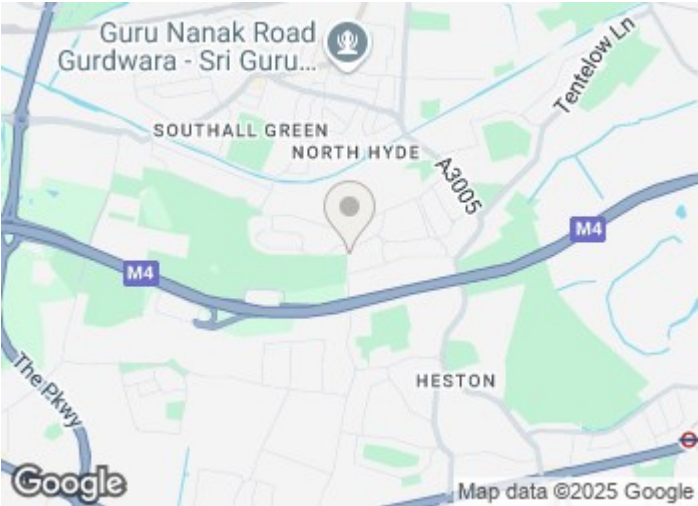 Guru Nanak Road
Gurdwara - Sri Guru...
Tentelow Ln
SOUTHALL GREEN
NORTH HYDE
A3005
M4
M4
The Pkwy
HESTON
Google
Map data ©2025 Google